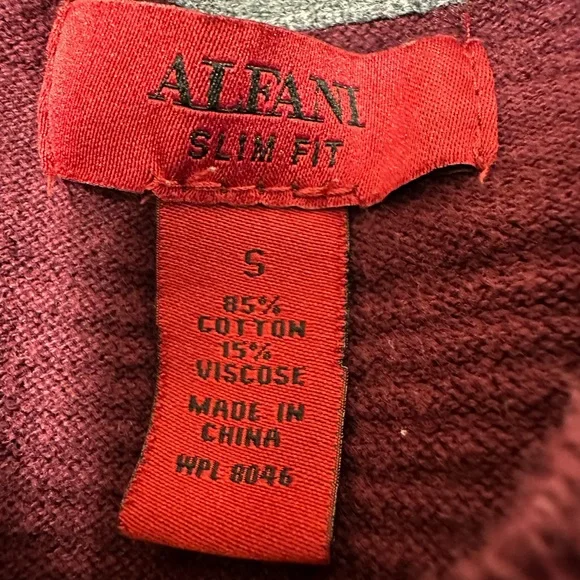 ALFANI
SLIM FIT
S
85%
COTTON
15%
VISCOSE
MADE IN
CHINA
WPL 8046